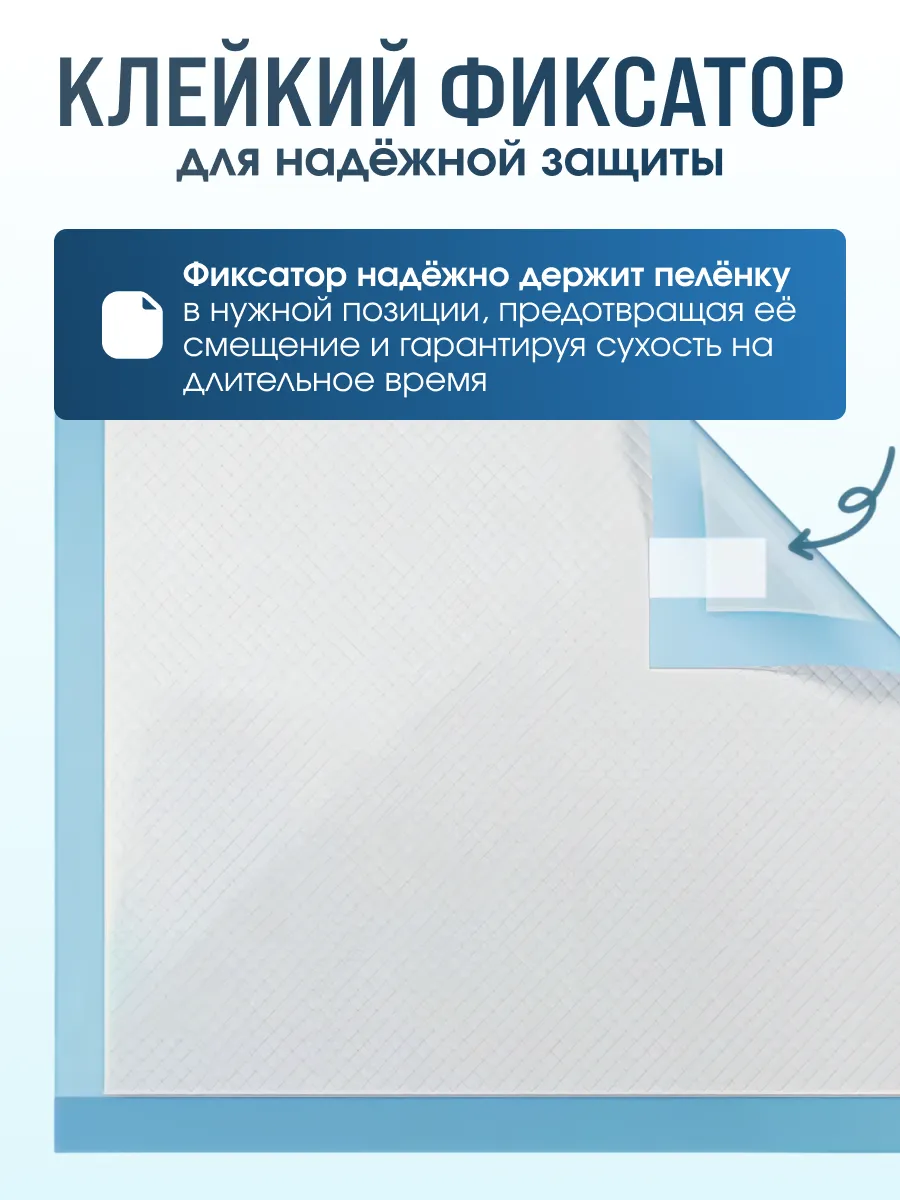 КЛЕЙКИЙ ФИКСАТОР
для надёжной защиты
Фиксатор надёжно держит пелёнку
в нужной позиции, предотвращая её
смещение и гарантируя сухость на
длительное время